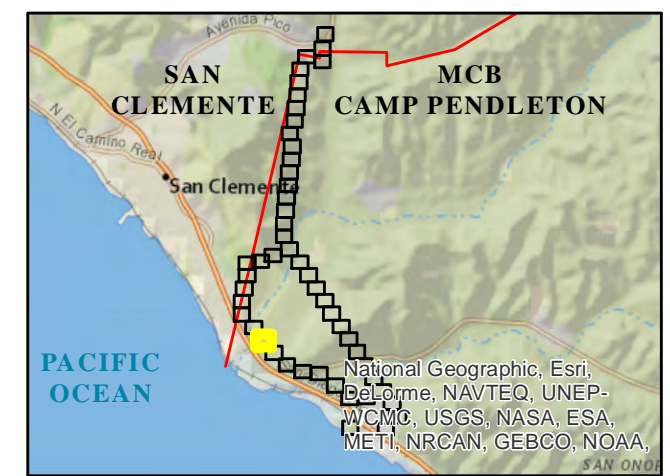 Avenida Pico
SAN
CLEMENTE
MCB
CAMP PENDLETON
N El Camino Real
San Clemente
PACIFIC
OCEAN
National Geographic, Esri,
DeLorme, NAVTEQ, UNEP-
WCMC, USGS, NASA, ESA,
METI, NRCAN, GEBCO, NOAA,
SAN ONOF